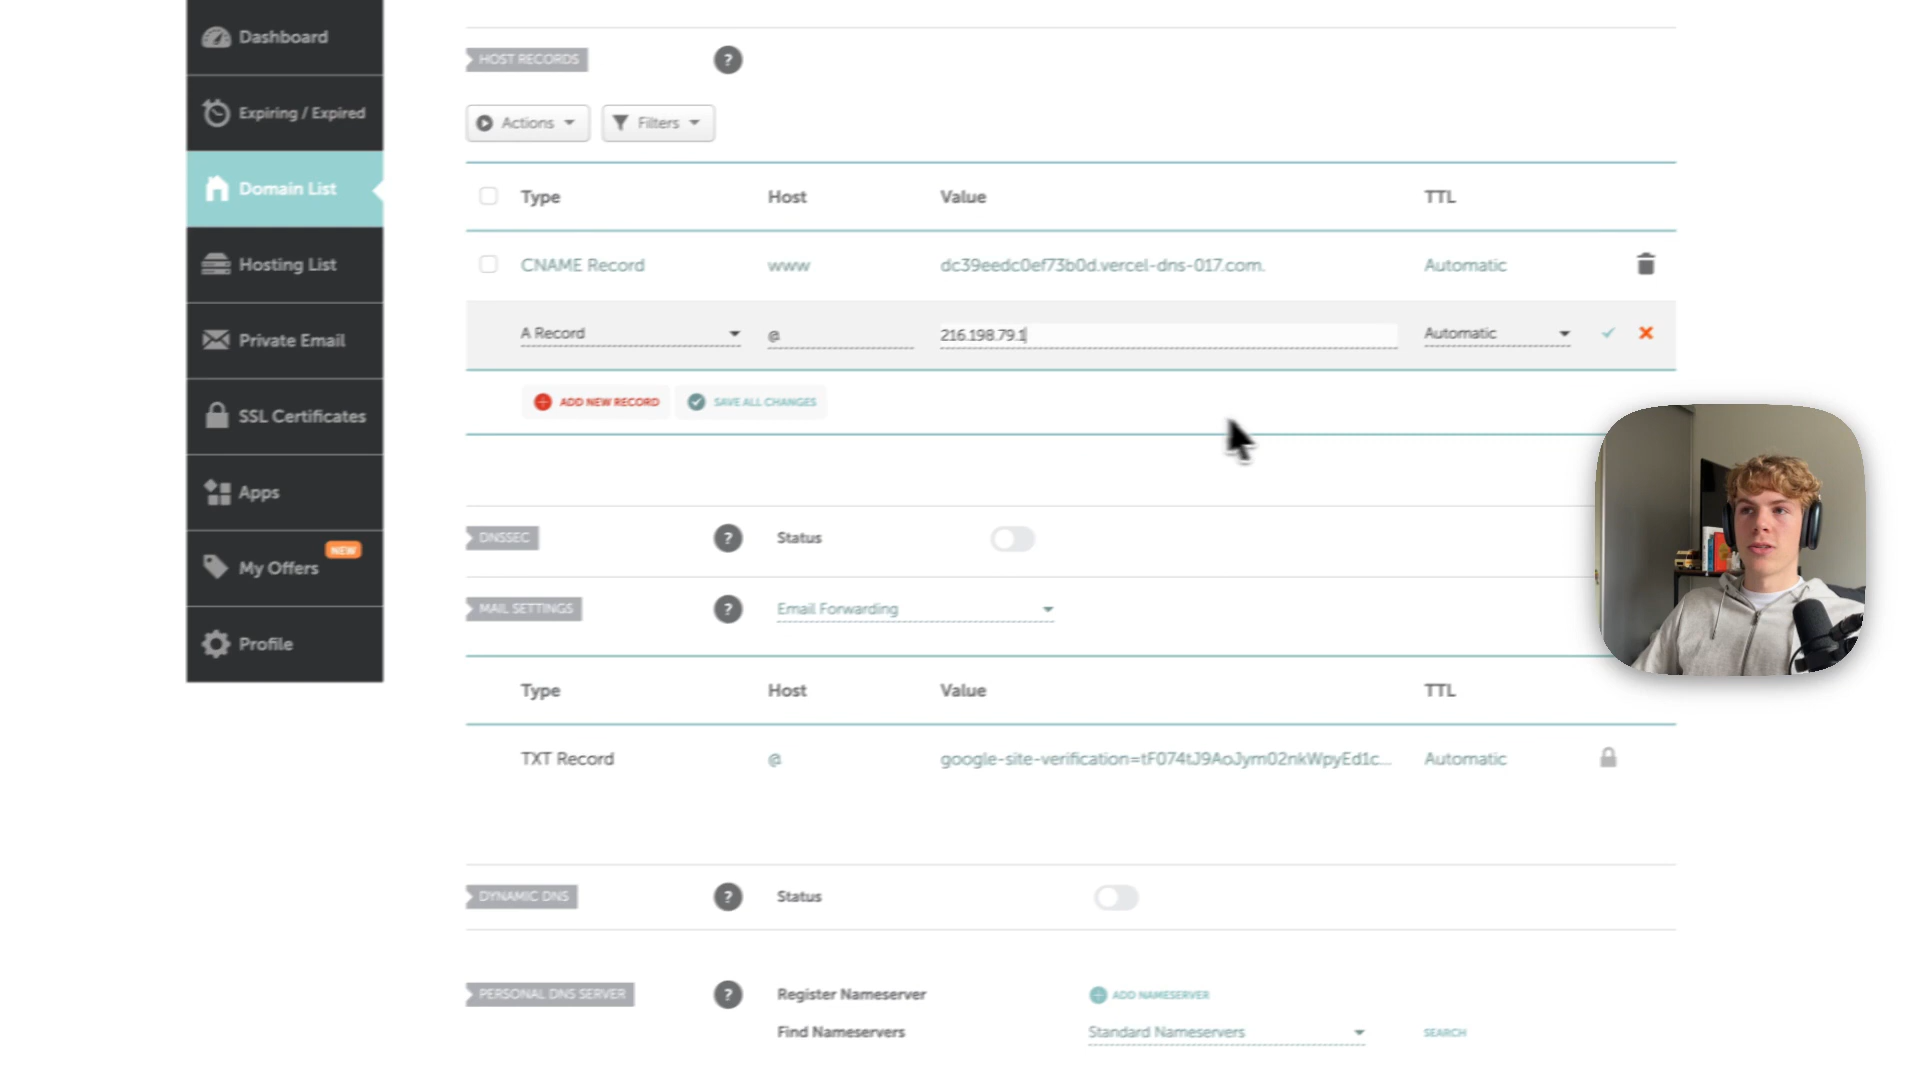 Dashboard
Expiring / Expired
Domain List
Hosting List
Private Email
SSL Certificates
Apps
NEW
My Offers
Profile
HOST RECORDS ?
Actions Filters
Type Host Value TTL
CNAME Record www dc39eedc0ef73b0d.vercel-dns-017.com. Automatic
A Record @ 216.198.79.1 Automatic
ADD NEW RECORD SAVE ALL CHANGES
DNSSEC ? Status
MAIL SETTINGS ? Email Forwarding
Type Host Value TTL
TXT Record @ google-site-verification=tF074tJ9AoJym02nkWpyEd1c... Automatic
DYNAMIC DNS ? Status
PERSONAL DNS SERVER ? Register Nameserver ADD NAMESERVER
Find Nameservers Standard Nameservers SEARCH